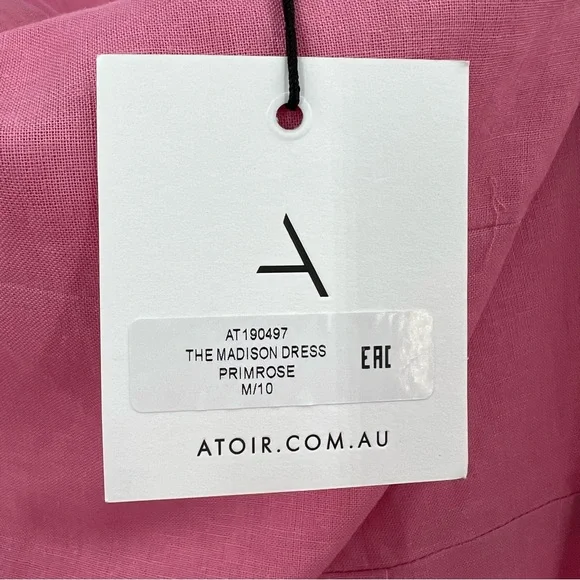 AT190497
THE MADISON DRESS
PRIMROSE
M/10
EAC
ATOIR.COM.AU